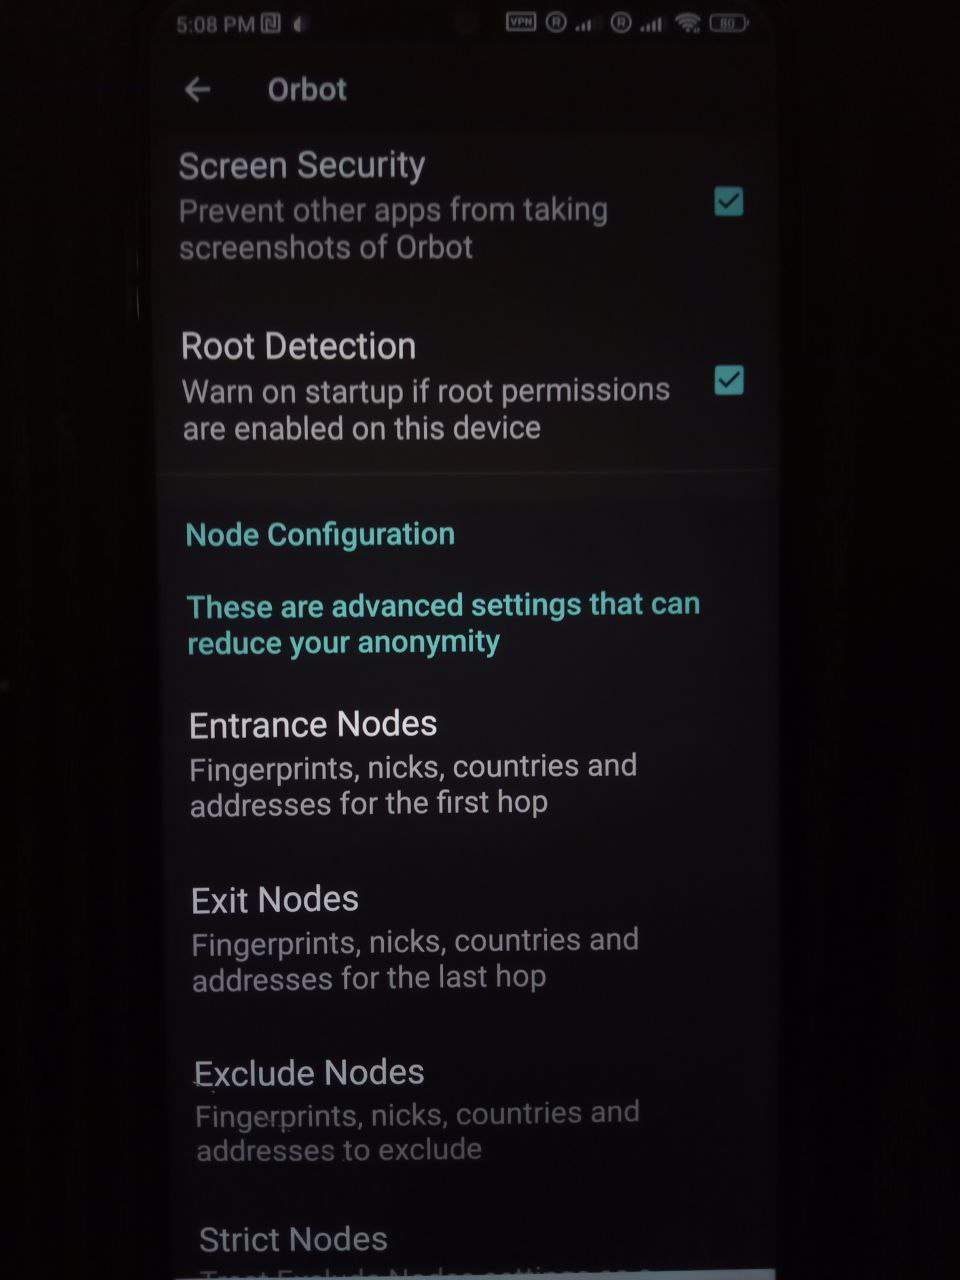 5:08 PM
VPN R R 80
Orbot
Screen Security
Prevent other apps from taking
screenshots of Orbot
Root Detection
Warn on startup if root permissions
are enabled on this device
Node Configuration
These are advanced settings that can
reduce your anonymity
Entrance Nodes
Fingerprints, nicks, countries and
addresses for the first hop
Exit Nodes
Fingerprints, nicks, countries and
addresses for the last hop
Exclude Nodes
Fingerprints, nicks, countries and
addresses to exclude
Strict Nodes